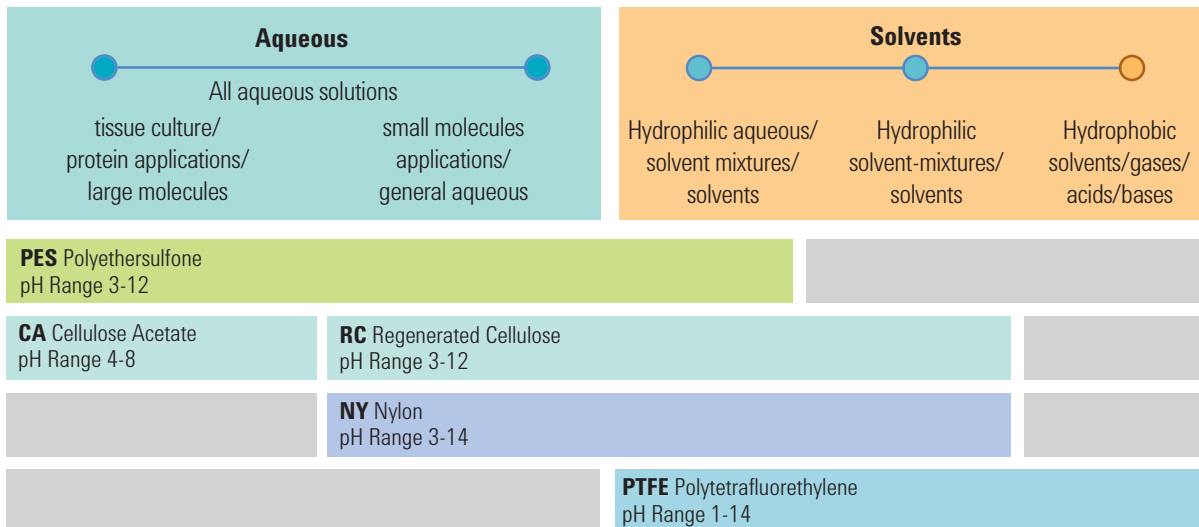 Aqueous
All aqueous solutions
tissue culture/
protein applications/
large molecules
small molecules
applications/
general aqueous
Solvents
Hydrophilic aqueous/
solvent mixtures/
solvents
Hydrophilic
solvent-mixtures/
solvents
Hydrophobic
solvents/gases/
acids/bases
PES Polyethersulfone
pH Range 3-12
CA Cellulose Acetate
pH Range 4-8
RC Regenerated Cellulose
pH Range 3-12
NY Nylon
pH Range 3-14
PTFE Polytetrafluorethylene
pH Range 1-14